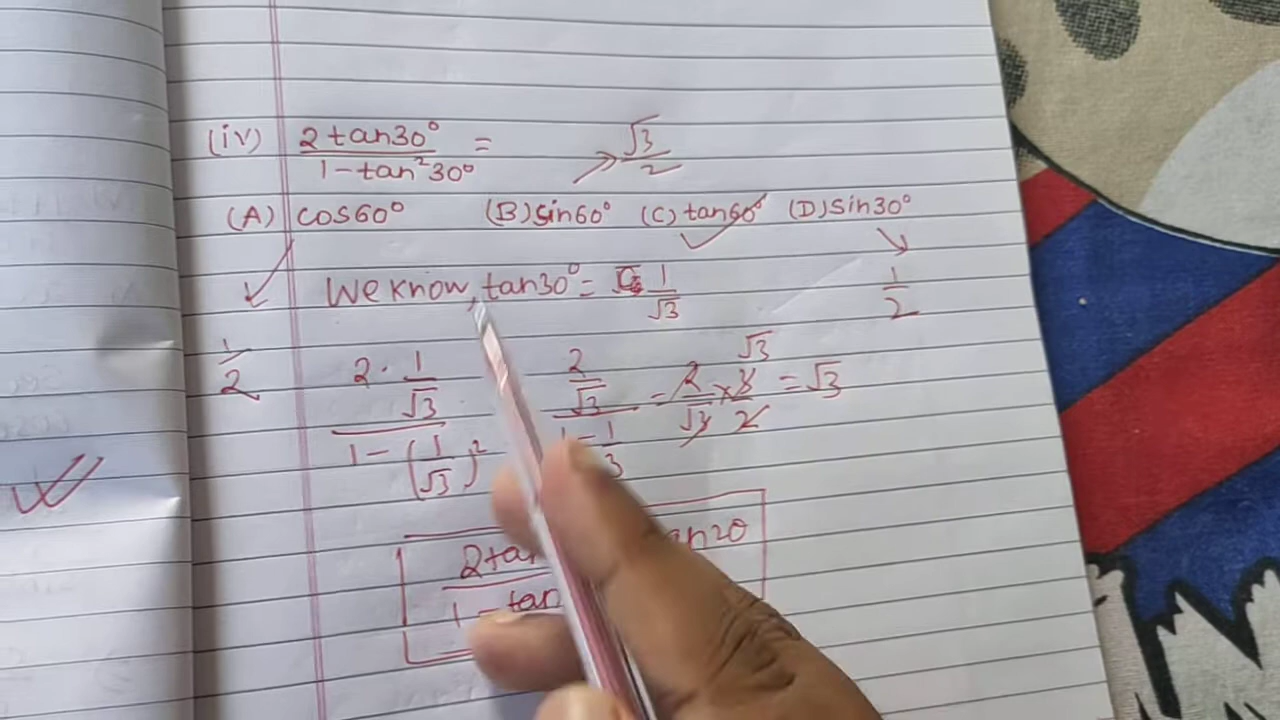 (iv) 2tan30° / 1-tan²30° =
√3/2
(A) cos60° (B) sin60° (C) tan60° (D) sin30°
We know, tan30° = 1/√3
1/2
1/2
2·1/√3 / 1-(1/√3)² 2/√3 / 1-1/3 = 2/√3 × 3/2 = √3
√3